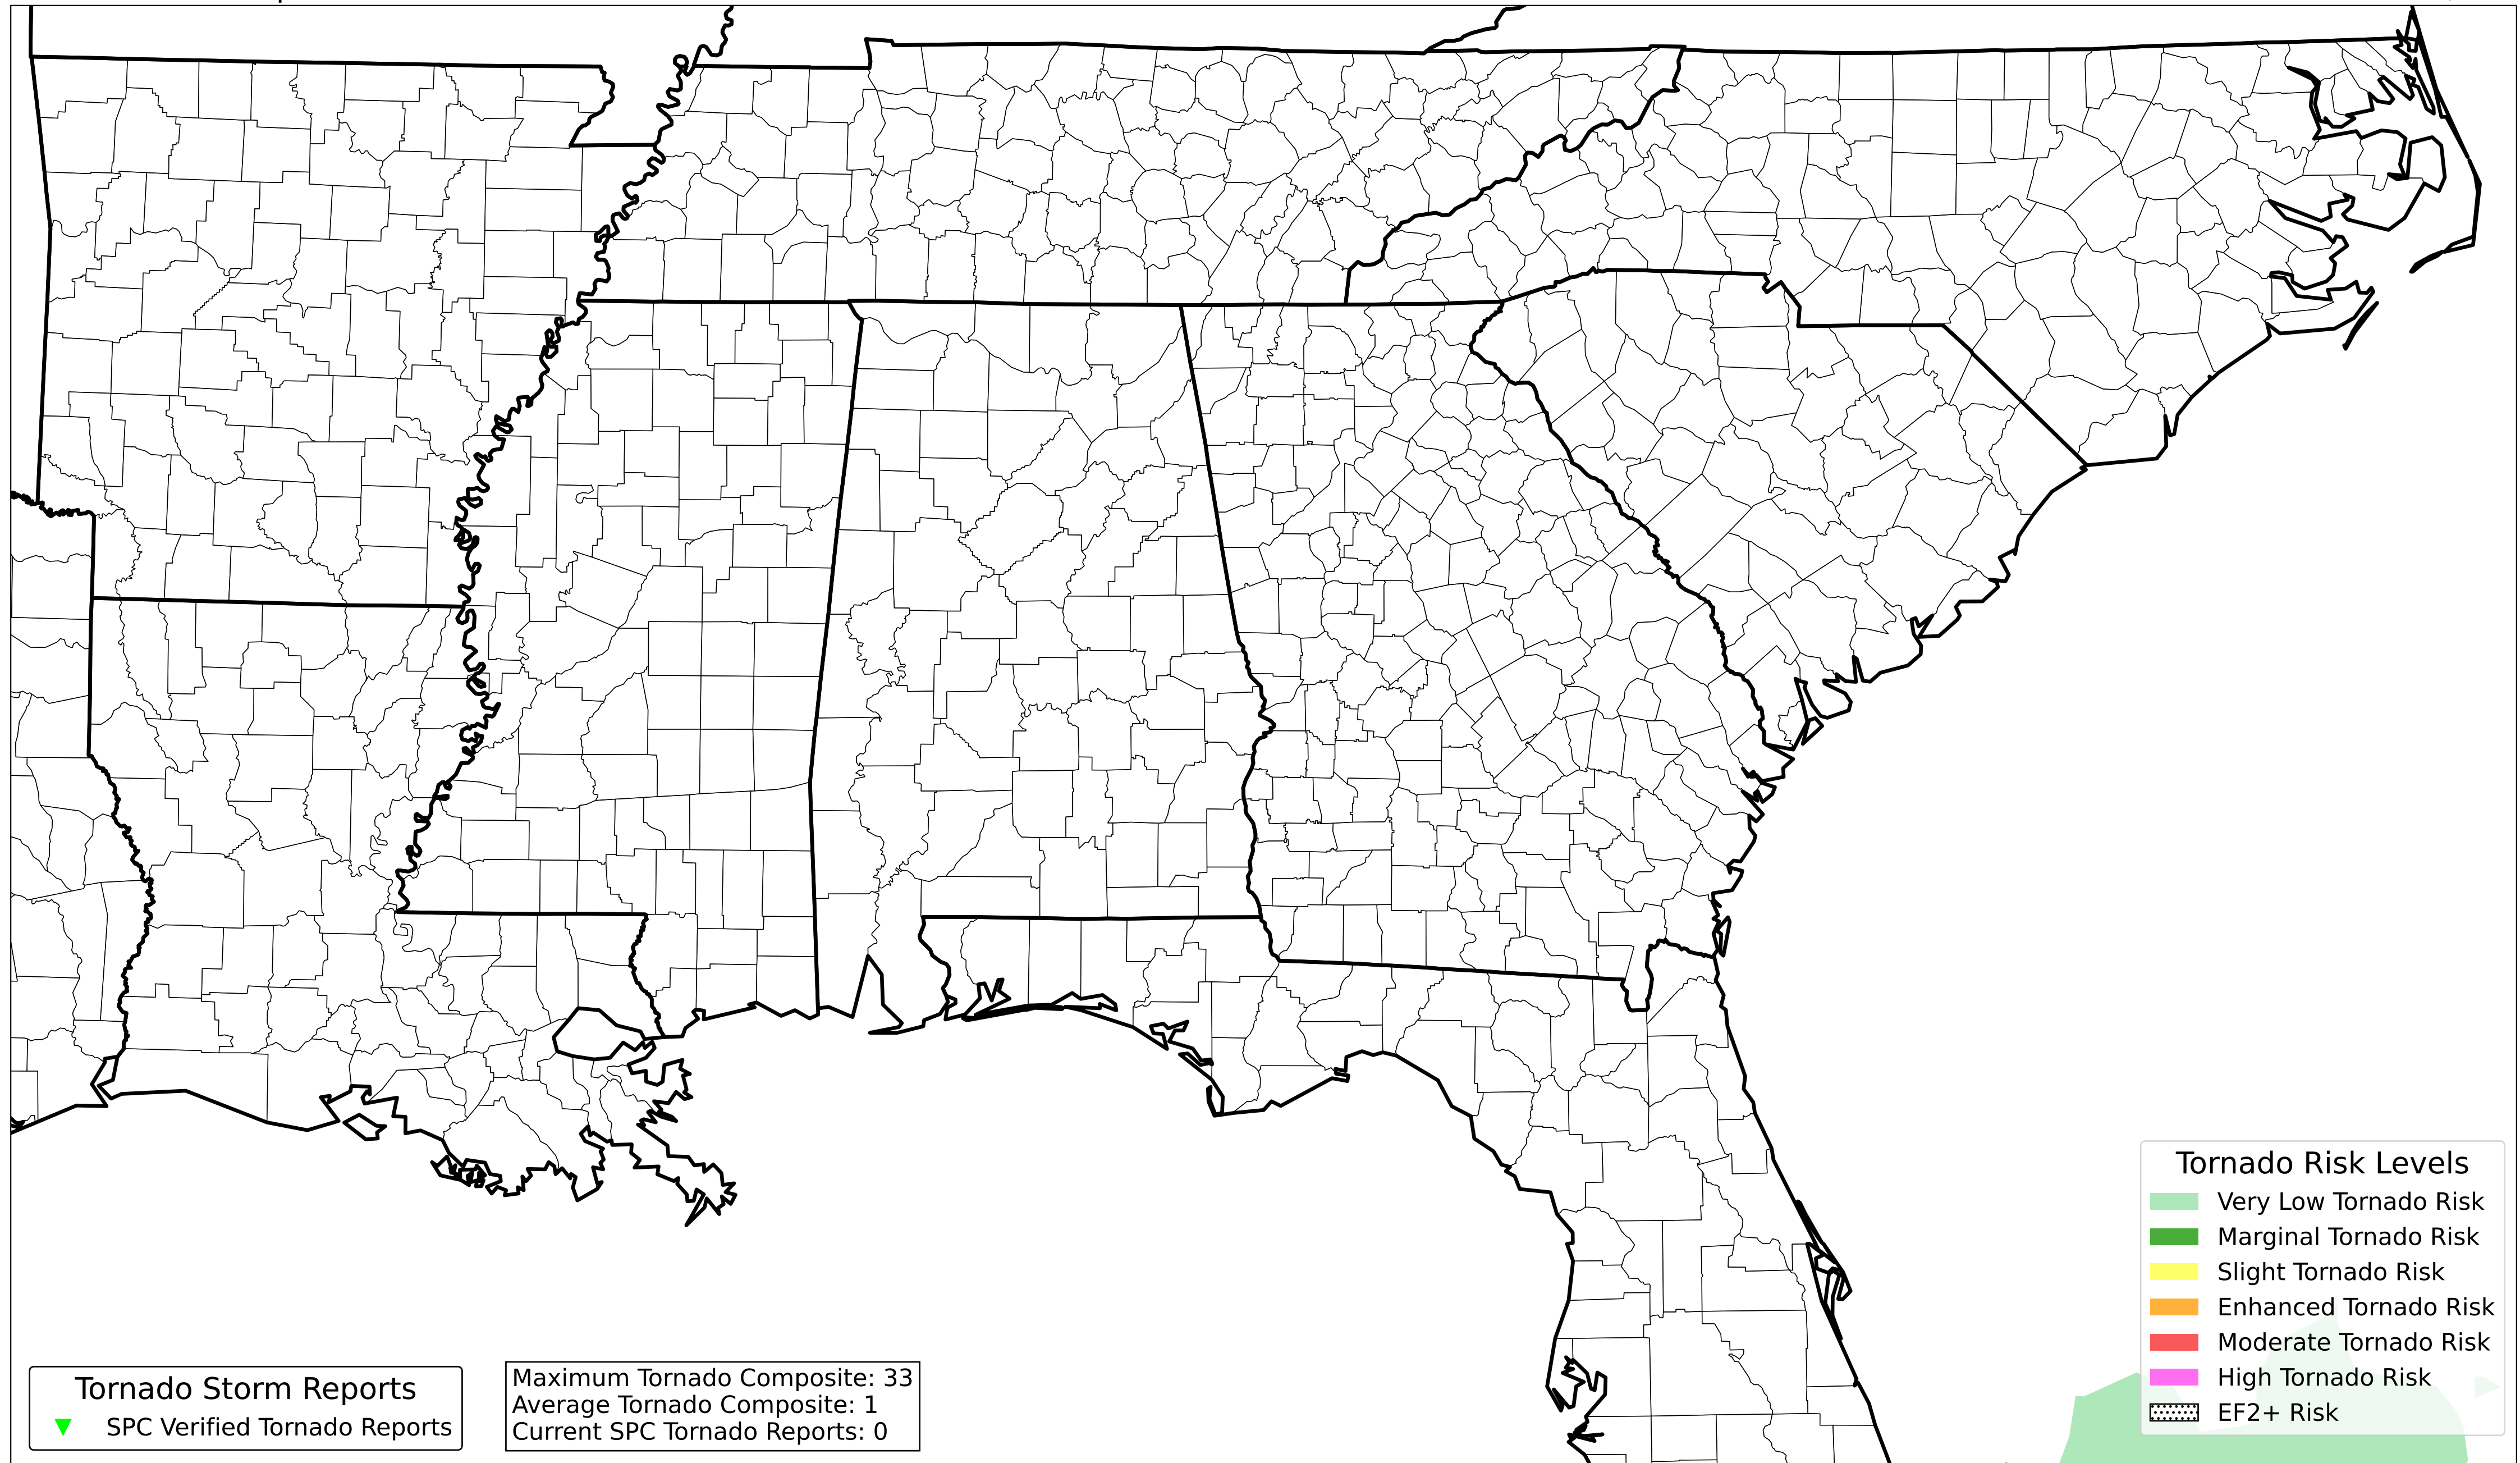 Tornado Risk Levels
Very Low Tornado Risk
Marginal Tornado Risk
Slight Tornado Risk
Enhanced Tornado Risk
Moderate Tornado Risk
High Tornado Risk
EF2+ Risk
Tornado Storm Reports
SPC Verified Tornado Reports
Maximum Tornado Composite: 33
Average Tornado Composite: 1
Current SPC Tornado Reports: 0